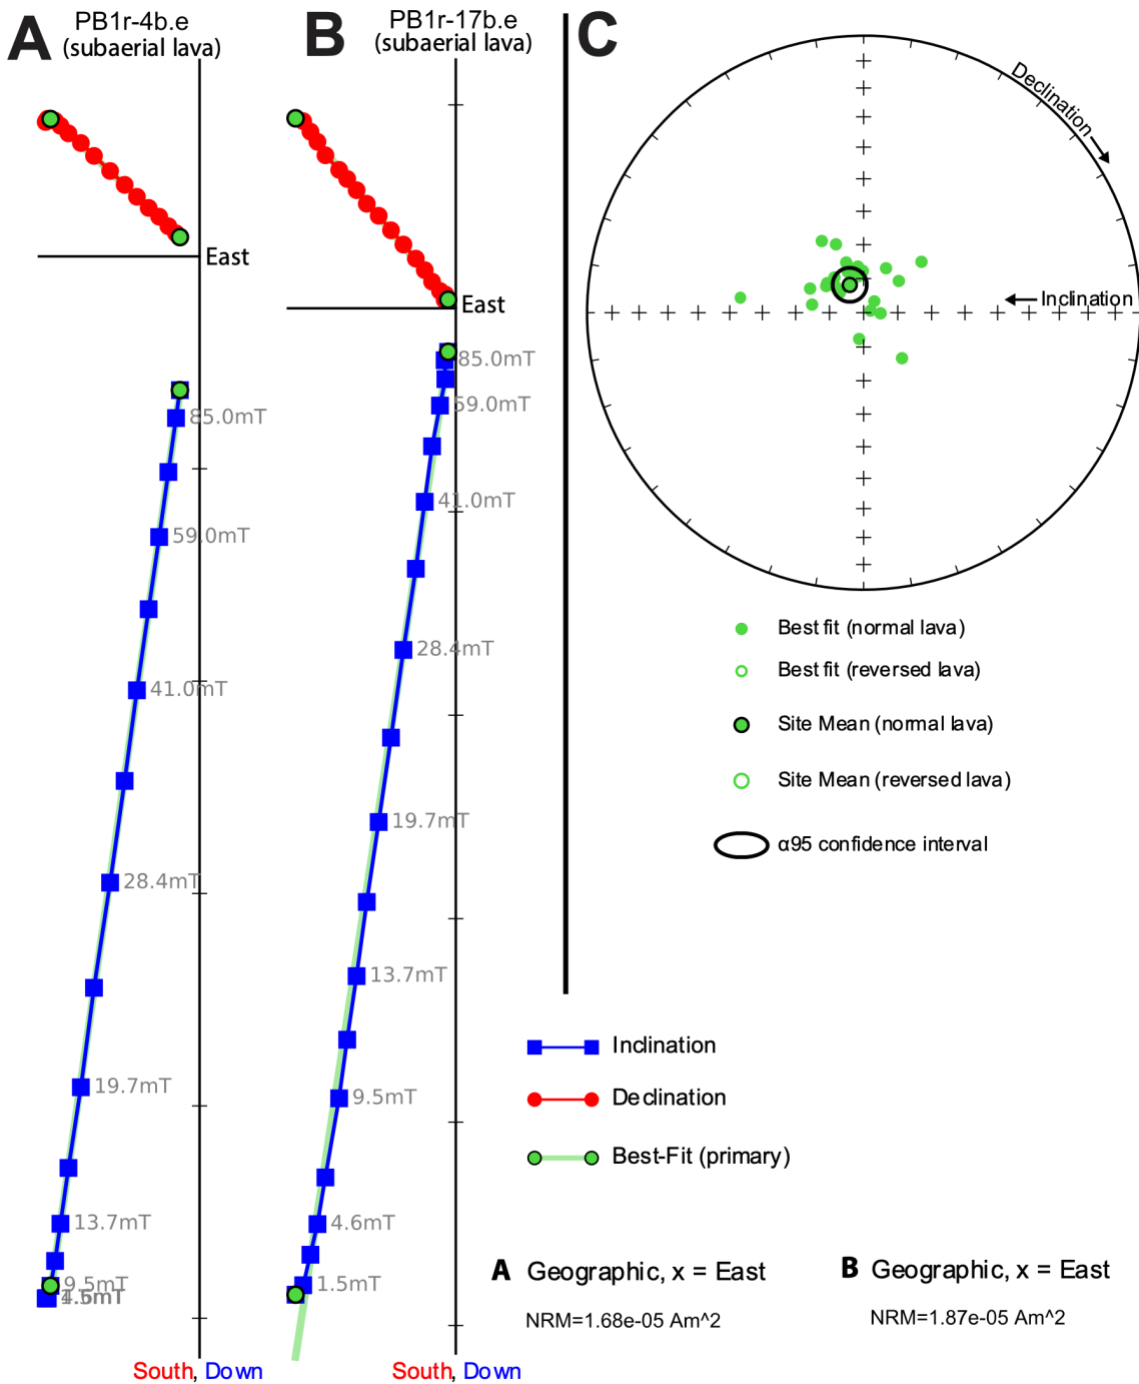 A
PB1r-4b.e
(subaerial lava)
East
85.0mT
59.0mT
41.0mT
28.4mT
19.7mT
13.7mT
9.5mT
South, Down
B
PB1r-17b.e
(subaerial lava)
East
85.0mT
59.0mT
41.0mT
28.4mT
19.7mT
13.7mT
9.5mT
4.6mT
1.5mT
South, Down
C
Declination
Inclination
Best fit (normal lava)
Best fit (reversed lava)
Site Mean (normal lava)
Site Mean (reversed lava)
α95 confidence interval
Inclination
Declination
Best-Fit (primary)
A Geographic, x = East
NRM=1.68e-05 Am^2
B Geographic, x = East
NRM=1.87e-05 Am^2